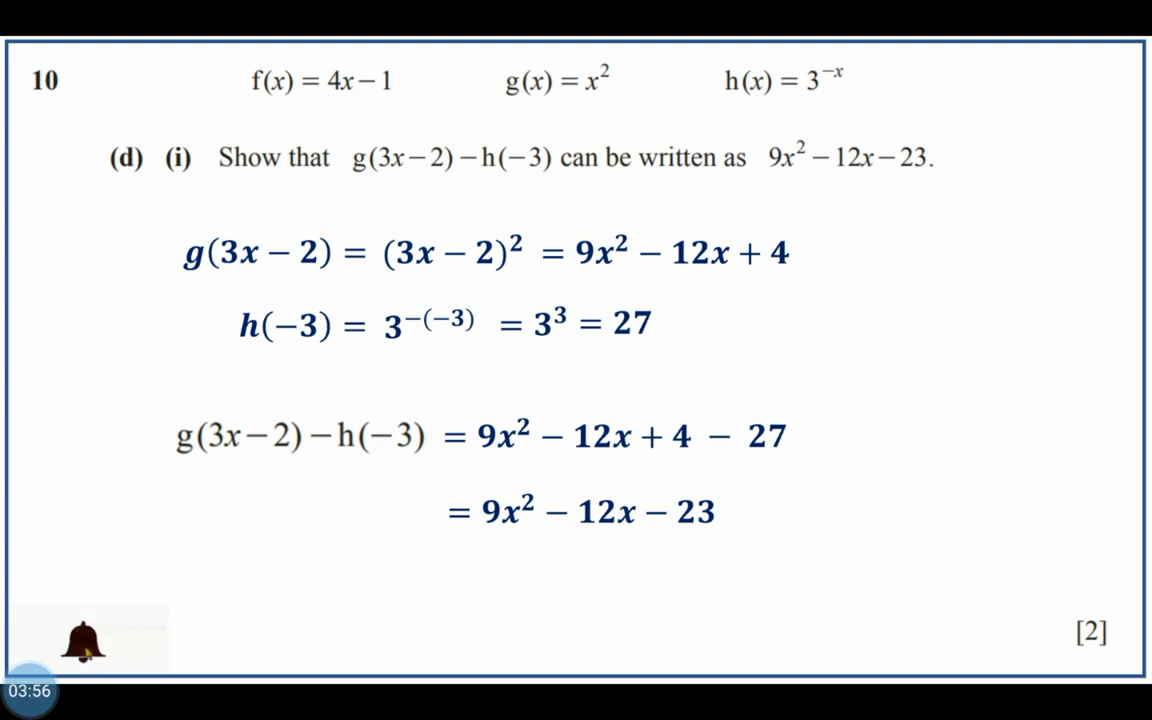 10 f(x) = 4x − 1 g(x) = x² h(x) = 3⁻ˣ
(d) (i) Show that g(3x − 2) − h(−3) can be written as 9x² − 12x − 23.
g(3x − 2) = (3x − 2)² = 9x² − 12x + 4
h(−3) = 3⁻⁽⁻³⁾ = 3³ = 27
g(3x − 2) − h(−3) = 9x² − 12x + 4 − 27
= 9x² − 12x − 23
[2]
03:56